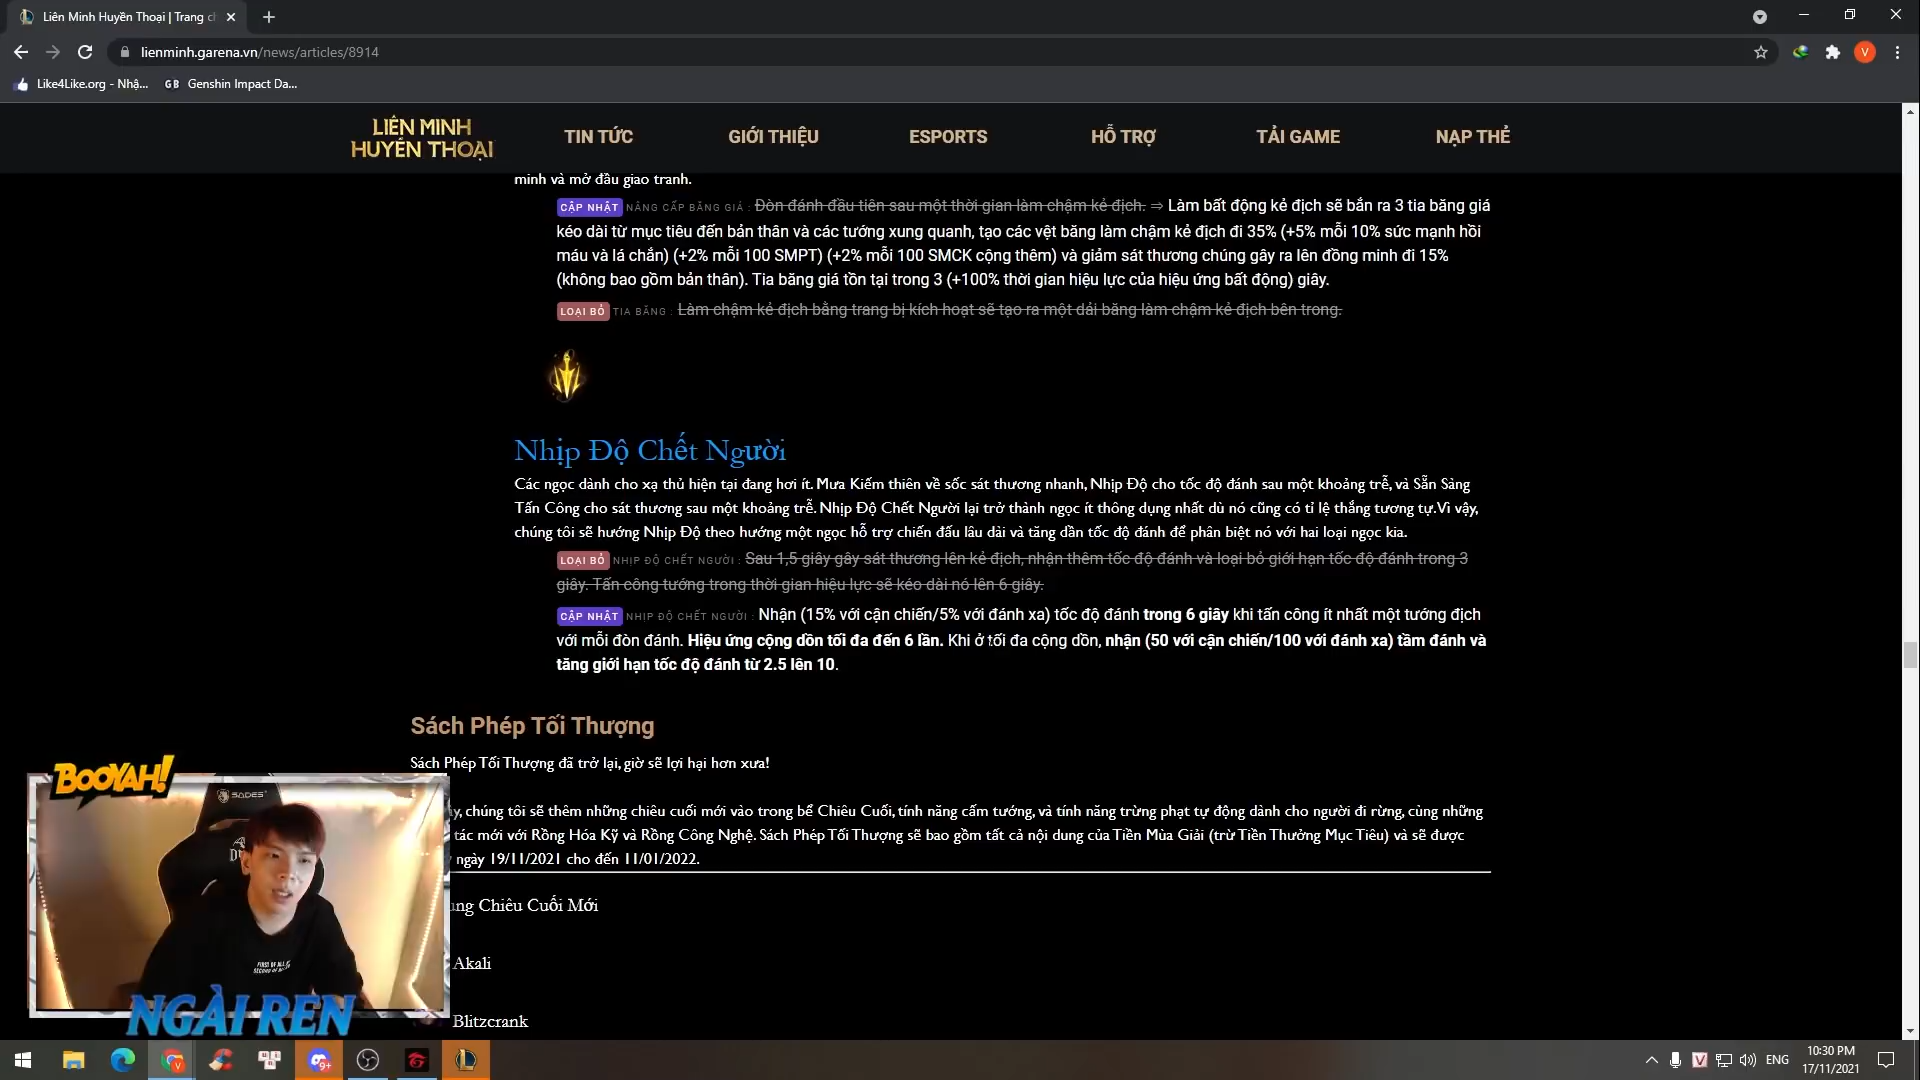 Liên Minh Huyền Thoại | Trang ch
lienminh.garena.vn/news/articles/8914
V
Like4Like.org - Nhậ...
GB Genshin Impact Da...
LIÊN MINH
HUYỀN THOẠI
TIN TỨC
GIỚI THIỆU
ESPORTS
HỖ TRỢ
TẢI GAME
NẠP THẺ
minh và mở đầu giao tranh.
CẬP NHẬT NÂNG CẤP BĂNG GIÁ : Đòn đánh đầu tiên sau một thời gian làm chậm kẻ địch. ⇒ Làm bất động kẻ địch sẽ bắn ra 3 tia băng giá
kéo dài từ mục tiêu đến bản thân và các tướng xung quanh, tạo các vệt băng làm chậm kẻ địch đi 35% (+5% mỗi 10% sức mạnh hồi
máu và lá chắn) (+2% mỗi 100 SMPT) (+2% mỗi 100 SMCK cộng thêm) và giảm sát thương chúng gây ra lên đồng minh đi 15%
(không bao gồm bản thân). Tia băng giá tồn tại trong 3 (+100% thời gian hiệu lực của hiệu ứng bất động) giây.
LOẠI BỎ TIA BĂNG : Làm chậm kẻ địch bằng trang bị kích hoạt sẽ tạo ra một dải băng làm chậm kẻ địch bên trong.
Nhịp Độ Chết Người
Các ngọc dành cho xạ thủ hiện tại đang hơi ít. Mưa Kiếm thiên về sốc sát thương nhanh, Nhịp Độ cho tốc độ đánh sau một khoảng trễ, và Sẵn Sàng
Tấn Công cho sát thương sau một khoảng trễ. Nhịp Độ Chết Người lại trở thành ngọc ít thông dụng nhất dù nó cũng có tỉ lệ thắng tương tự. Vì vậy,
chúng tôi sẽ hướng Nhịp Độ theo hướng một ngọc hỗ trợ chiến đấu lâu dài và tăng dần tốc độ đánh để phân biệt nó với hai loại ngọc kia.
LOẠI BỎ NHỊP ĐỘ CHẾT NGƯỜI : Sau 1,5 giây gây sát thương lên kẻ địch, nhận thêm tốc độ đánh và loại bỏ giới hạn tốc độ đánh trong 3
giây. Tấn công tướng trong thời gian hiệu lực sẽ kéo dài nó lên 6 giây.
CẬP NHẬT NHỊP ĐỘ CHẾT NGƯỜI : Nhận (15% với cận chiến/5% với đánh xa) tốc độ đánh trong 6 giây khi tấn công ít nhất một tướng địch
với mỗi đòn đánh. Hiệu ứng cộng dồn tối đa đến 6 lần. Khi ở tối đa cộng dồn, nhận (50 với cận chiến/100 với đánh xa) tầm đánh và
tăng giới hạn tốc độ đánh từ 2.5 lên 10.
Sách Phép Tối Thượng
Sách Phép Tối Thượng đã trở lại, giờ sẽ lợi hại hơn xưa!
y, chúng tôi sẽ thêm những chiêu cuối mới vào trong bể Chiêu Cuối, tính năng cấm tướng, và tính năng trừng phạt tự động dành cho người đi rừng, cùng những
tác mới với Rồng Hóa Kỹ và Rồng Công Nghệ. Sách Phép Tối Thượng sẽ bao gồm tất cả nội dung của Tiền Mùa Giải (trừ Tiền Thưởng Mục Tiêu) và sẽ được
ngày 19/11/2021 cho đến 11/01/2022.
ng Chiêu Cuối Mới
Akali
Blitzcrank
BOOYAH!
SADES
NGÀI REN
9+
V
ENG
10:30 PM
17/11/2021